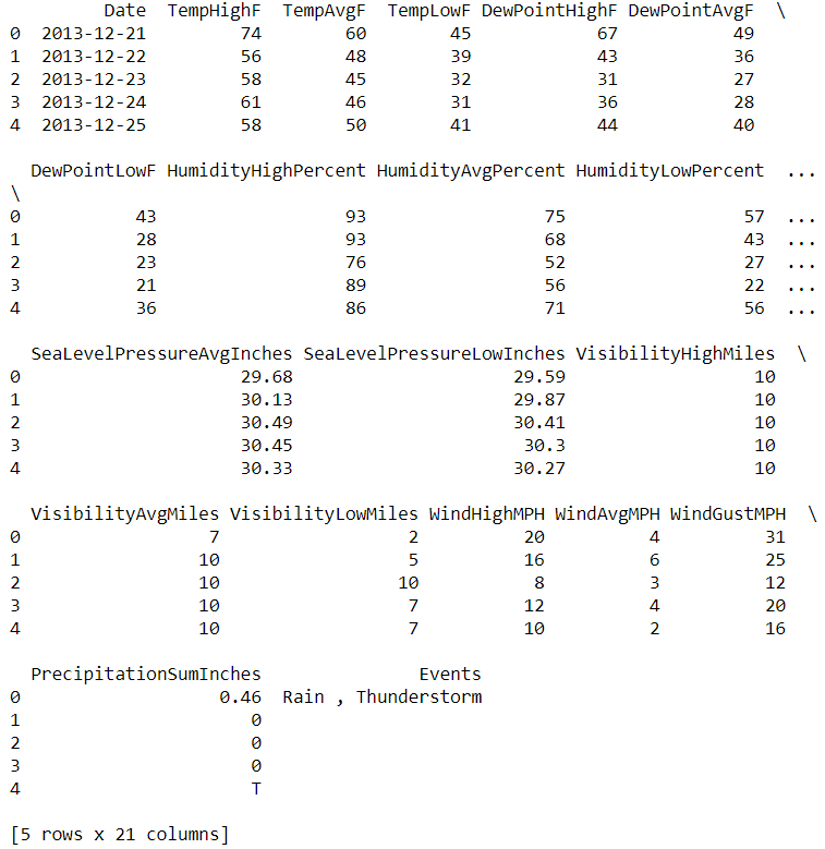 Date  TempHighF  TempAvgF  TempLowF DewPointHighF DewPointAvgF  \
0  2013-12-21         74        60        45            67           49
1  2013-12-22         56        48        39            43           36
2  2013-12-23         58        45        32            31           27
3  2013-12-24         61        46        31            36           28
4  2013-12-25         58        50        41            44           40

  DewPointLowF HumidityHighPercent HumidityAvgPercent HumidityLowPercent  ...
\
0           43                  93                 75                 57  ...
1           28                  93                 68                 43  ...
2           23                  76                 52                 27  ...
3           21                  89                 56                 22  ...
4           36                  86                 71                 56  ...

  SeaLevelPressureAvgInches SeaLevelPressureLowInches VisibilityHighMiles  \
0                     29.68                     29.59                  10
1                     30.13                     29.87                  10
2                     30.49                     30.41                  10
3                     30.45                      30.3                  10
4                     30.33                     30.27                  10

  VisibilityAvgMiles VisibilityLowMiles WindHighMPH WindAvgMPH WindGustMPH  \
0                  7                  2          20          4          31
1                 10                  5          16          6          25
2                 10                 10           8          3          12
3                 10                  7          12          4          20
4                 10                  7          10          2          16

  PrecipitationSumInches               Events
0                   0.46  Rain , Thunderstorm
1                      0
2                      0
3                      0
4                      T

[5 rows x 21 columns]